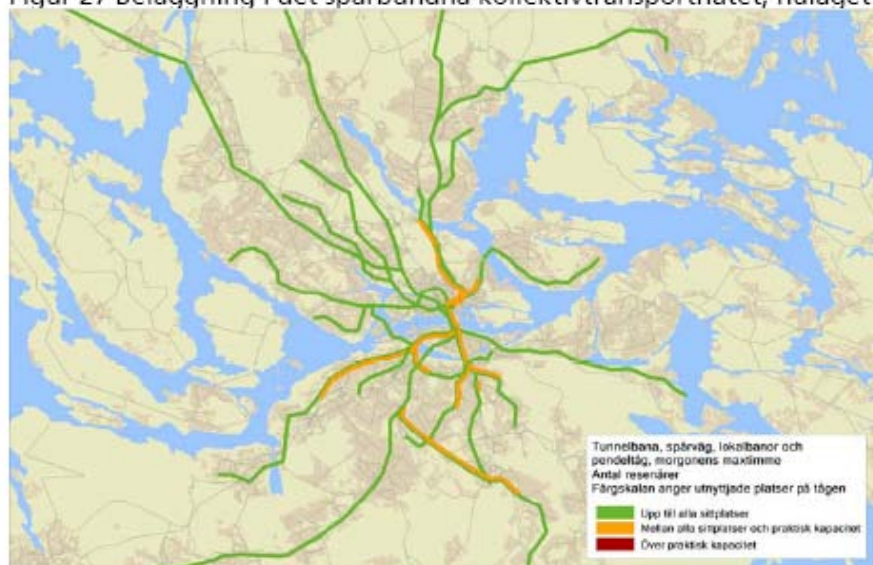 Figur 27 Beläggning i det spårbundna kollektivtransportnätet, nuläget
Tunnelbana, spårväg, lokalbanor och
pendeltåg, morgonens maxtimme
Antal resenärer
Färgskalan anger utnyttjade platser på tågen
Upp till alla sittplatser
Mellan alla sittplatser och praktisk kapacitet
Över praktisk kapacitet